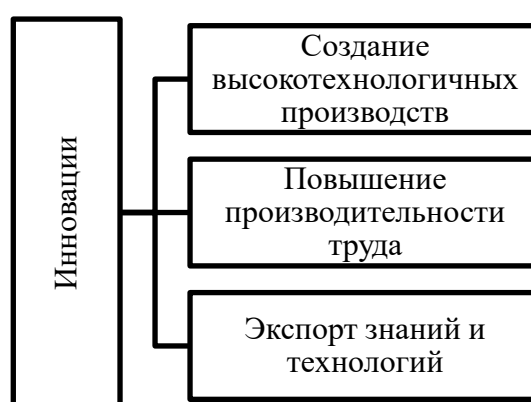 Инновации
Создание
высокотехнологичных
производств
Повышение
производительности
труда
Экспорт знаний и
технологий